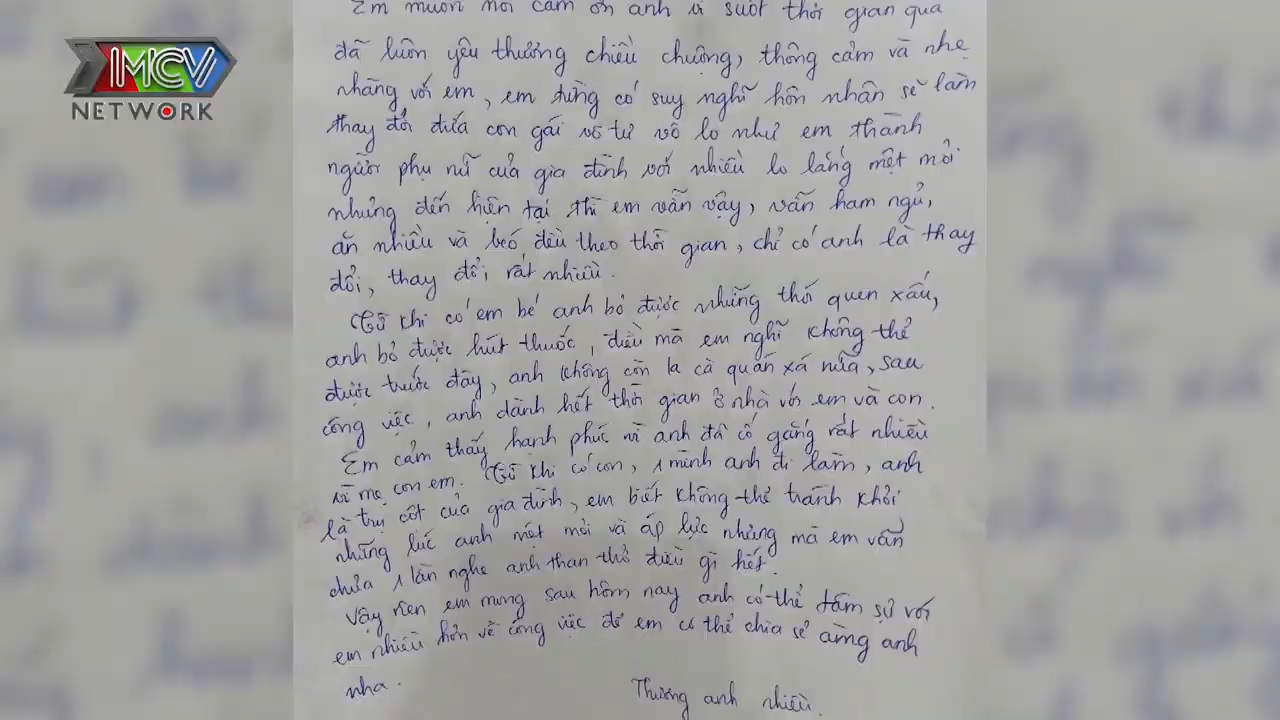 Em muốn nói cảm ơn anh vì suốt thời gian qua
MCV
NETWORK
đã luôn yêu thương chiều chuộng, thông cảm và nhẹ
nhàng với em, em từng có suy nghĩ hôn nhân sẽ làm
thay đổi đứa con gái vô tư vô lo như em thành
người phụ nữ của gia đình với nhiều lo lắng mệt mỏi
nhưng đến hiện tại thì em vẫn vậy, vẫn ham ngủ,
ăn nhiều và béo đều theo thời gian, chỉ có anh là thay
đổi, thay đổi rất nhiều.
Từ khi có em bé anh bỏ được những thói quen xấu,
anh bỏ được hút thuốc, điều mà em nghĩ không thể
được trước đây, anh không còn la cà quán xá nữa, sau
công việc, anh dành hết thời gian ở nhà với em và con.
Em cảm thấy hạnh phúc vì anh đã cố gắng rất nhiều
vì mẹ con em. Từ khi có con, 1 mình anh đi làm, anh
là trụ cột của gia đình, em biết không thể tránh khỏi
những lúc anh mệt mỏi và áp lực nhưng mà em vẫn
chưa 1 lần nghe anh than thở điều gì hết.
Vậy nên em mong sau hôm nay anh có thể tâm sự với
em nhiều hơn về công việc để em có thể chia sẻ cùng anh
nha.
Thương anh nhiều.